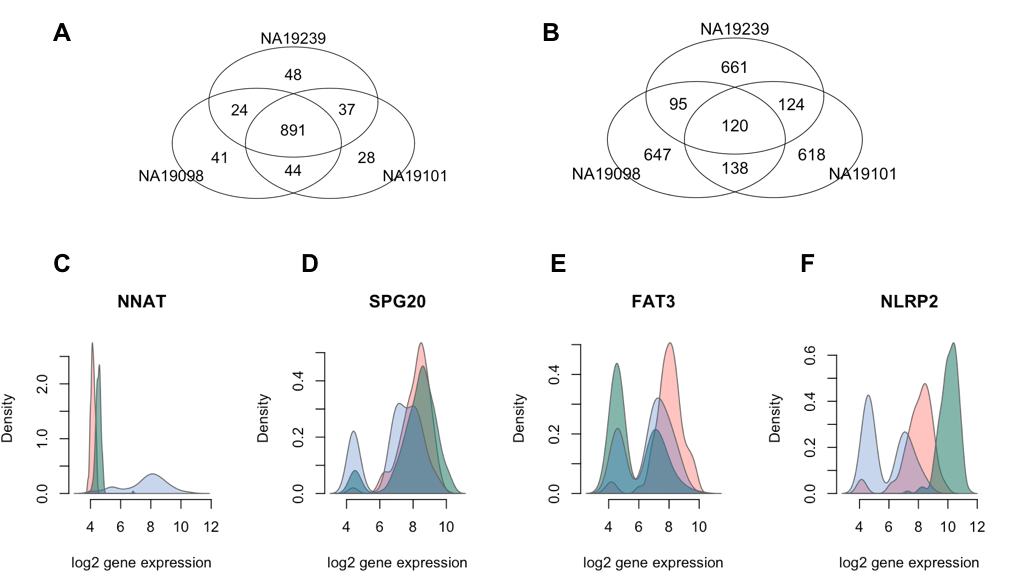 A
NA19239
48
24
37
891
41
28
44
NA19098
NA19101
B
NA19239
661
95
124
120
647
618
138
NA19098
NA19101
C
NNAT
Density
0.0 1.0 2.0
4 6 8 10 12
log2 gene expression
D
SPG20
Density
0.0 0.2 0.4
4 6 8 10
log2 gene expression
E
FAT3
Density
0.0 0.2 0.4
4 6 8 10
log2 gene expression
F
NLRP2
Density
0.0 0.2 0.4 0.6
4 6 8 10 12
log2 gene expression